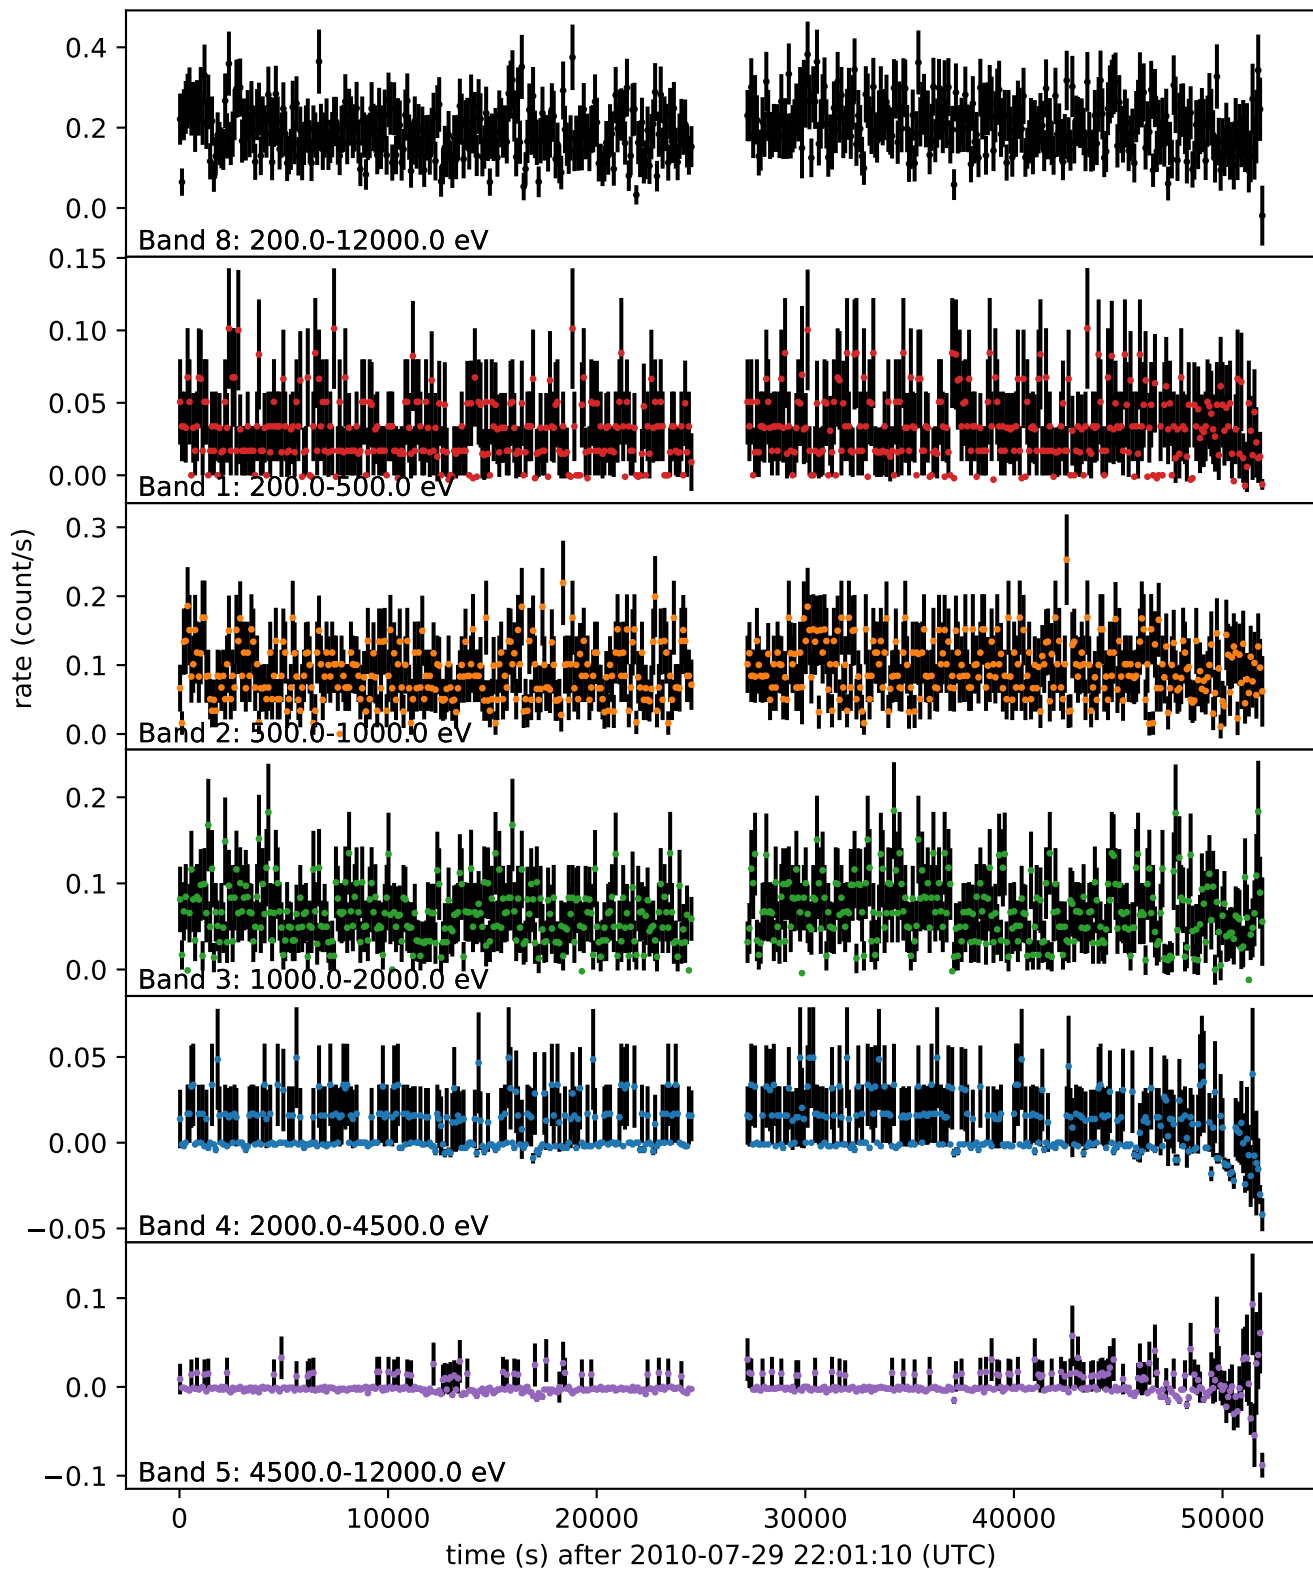 0.4
0.2
0.0
Band 8: 200.0-12000.0 eV
0.15
0.10
0.05
0.00
Band 1: 200.0-500.0 eV
0.3
0.2
0.1
0.0
Band 2: 500.0-1000.0 eV
rate (count/s)
0.2
0.1
0.0
Band 3: 1000.0-2000.0 eV
0.05
0.00
−0.05
Band 4: 2000.0-4500.0 eV
0.1
0.0
−0.1
Band 5: 4500.0-12000.0 eV
0 10000 20000 30000 40000 50000
time (s) after 2010-07-29 22:01:10 (UTC)